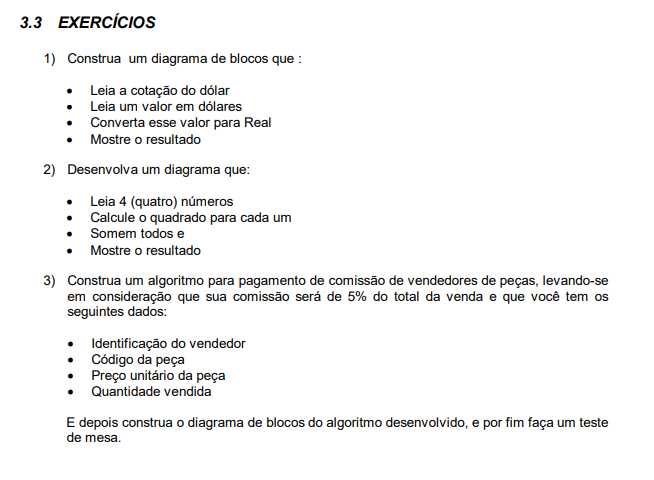 3.3 EXERCÍCIOS
1) Construa um diagrama de blocos que :
• Leia a cotação do dólar
• Leia um valor em dólares
• Converta esse valor para Real
• Mostre o resultado
2) Desenvolva um diagrama que:
• Leia 4 (quatro) números
• Calcule o quadrado para cada um
• Somem todos e
• Mostre o resultado
3) Construa um algoritmo para pagamento de comissão de vendedores de peças, levando-se
em consideração que sua comissão será de 5% do total da venda e que você tem os
seguintes dados:
• Identificação do vendedor
• Código da peça
• Preço unitário da peça
• Quantidade vendida
E depois construa o diagrama de blocos do algoritmo desenvolvido, e por fim faça um teste
de mesa.